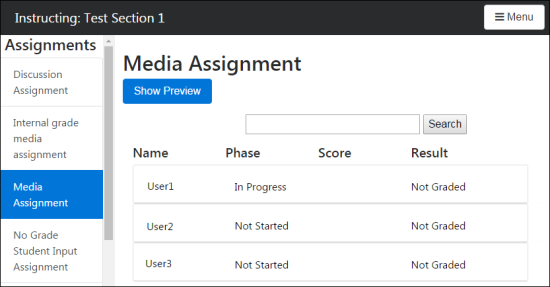 Instructing: Test Section 1
Menu
Assignments
Discussion
Assignment
Internal grade
media
assignment
Media
Assignment
No Grade
Student Input
Assignment
Media Assignment
Show Preview
Search
Name Phase Score Result
User1 In Progress Not Graded
User2 Not Started Not Graded
User3 Not Started Not Graded